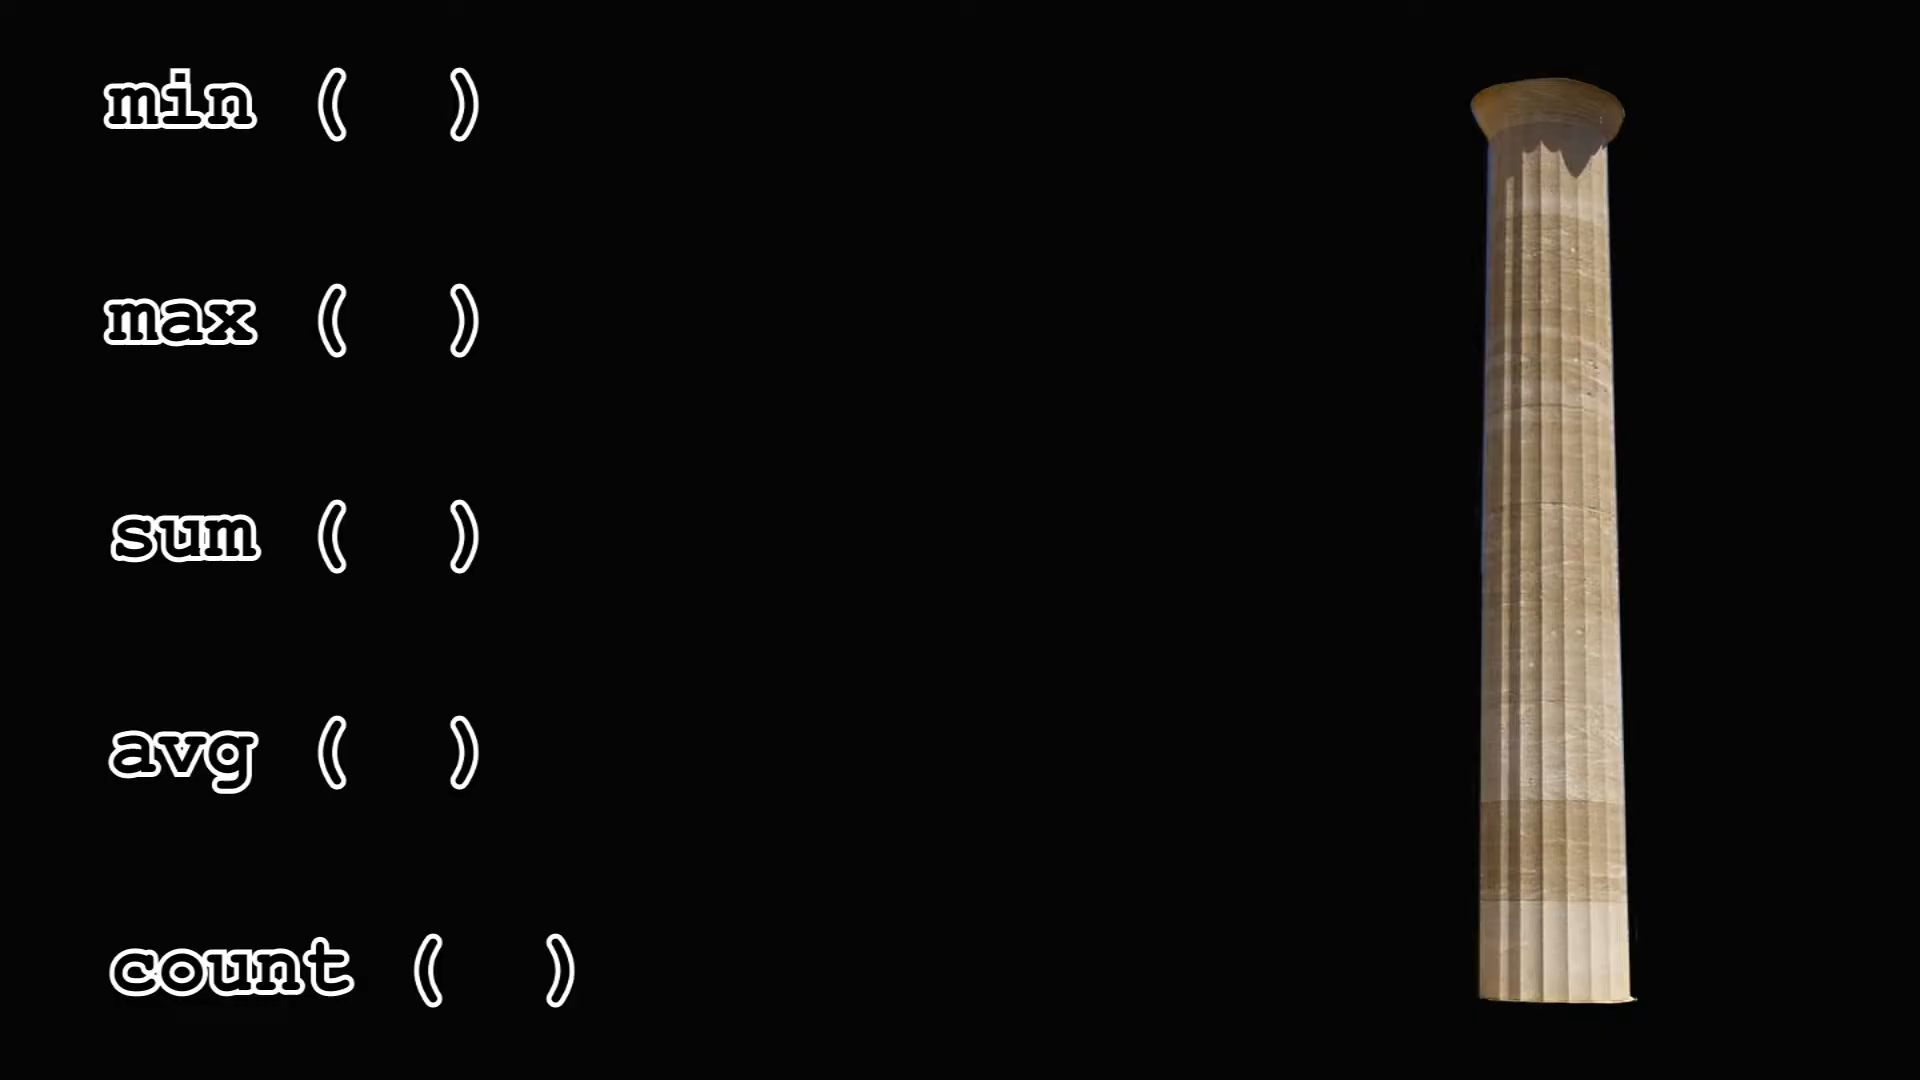 min ( )
max ( )
sum ( )
avg ( )
count ( )